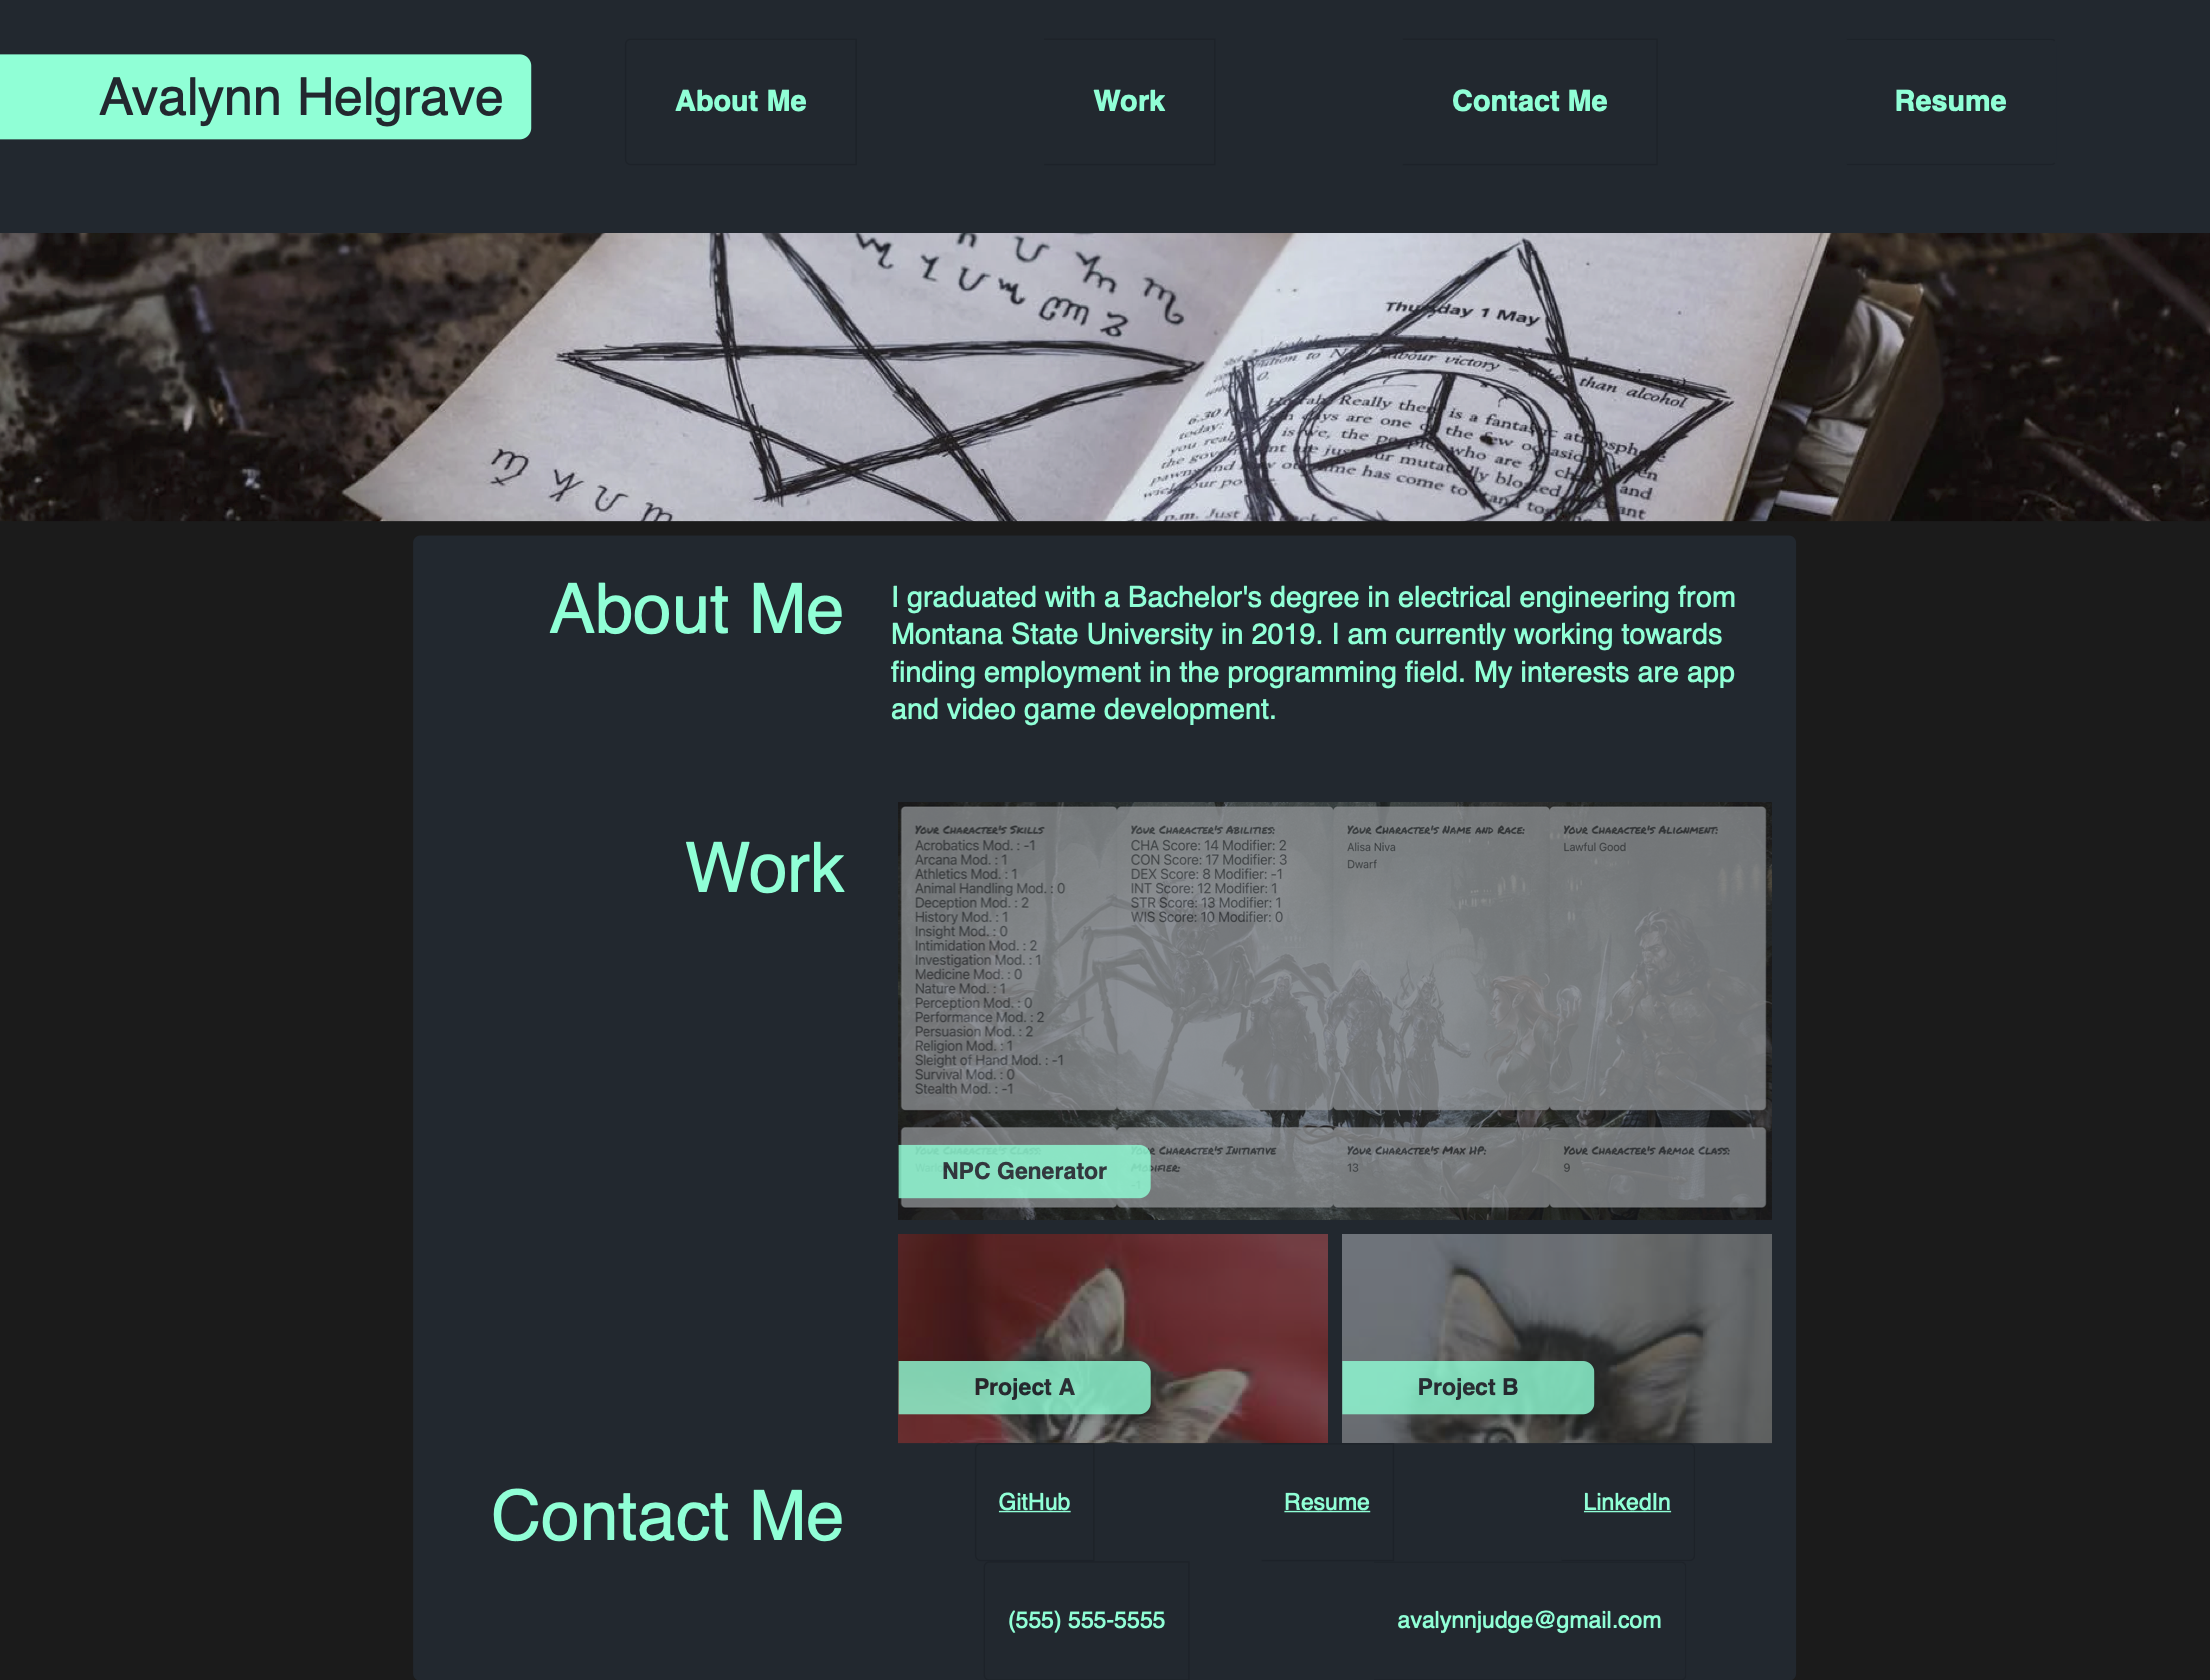 Avalynn Helgrave
About Me
Work
Contact Me
Resume
Thursday 1 May
About Me
I graduated with a Bachelor's degree in electrical engineering from
Montana State University in 2019. I am currently working towards
finding employment in the programming field. My interests are app
and video game development.
Work
Your Character's Skills
Acrobatics Mod. : -1
Arcana Mod. : 1
Athletics Mod. : 1
Animal Handling Mod. : 0
Deception Mod. : 2
History Mod. : 1
Insight Mod. : 0
Intimidation Mod. : 2
Investigation Mod. : 1
Medicine Mod. : 0
Nature Mod. : 1
Perception Mod. : 0
Performance Mod. : 2
Persuasion Mod. : 2
Religion Mod. : 1
Sleight of Hand Mod. : -1
Survival Mod. : 0
Stealth Mod. : -1
Your Character's Abilities:
CHA Score: 14 Modifier: 2
CON Score: 17 Modifier: 3
DEX Score: 8 Modifier: -1
INT Score: 12 Modifier: 1
STR Score: 13 Modifier: 1
WIS Score: 10 Modifier: 0
Your Character's Name and Race:
Alisa Niva
Dwarf
Your Character's Alignment:
Lawful Good
Your Character's Class
Your Character's Initiative
Modifier:
-1
Your Character's Max HP:
13
Your Character's Armor Class:
9
NPC Generator
Project A
Project B
Contact Me
GitHub
Resume
LinkedIn
(555) 555-5555
avalynnjudge@gmail.com